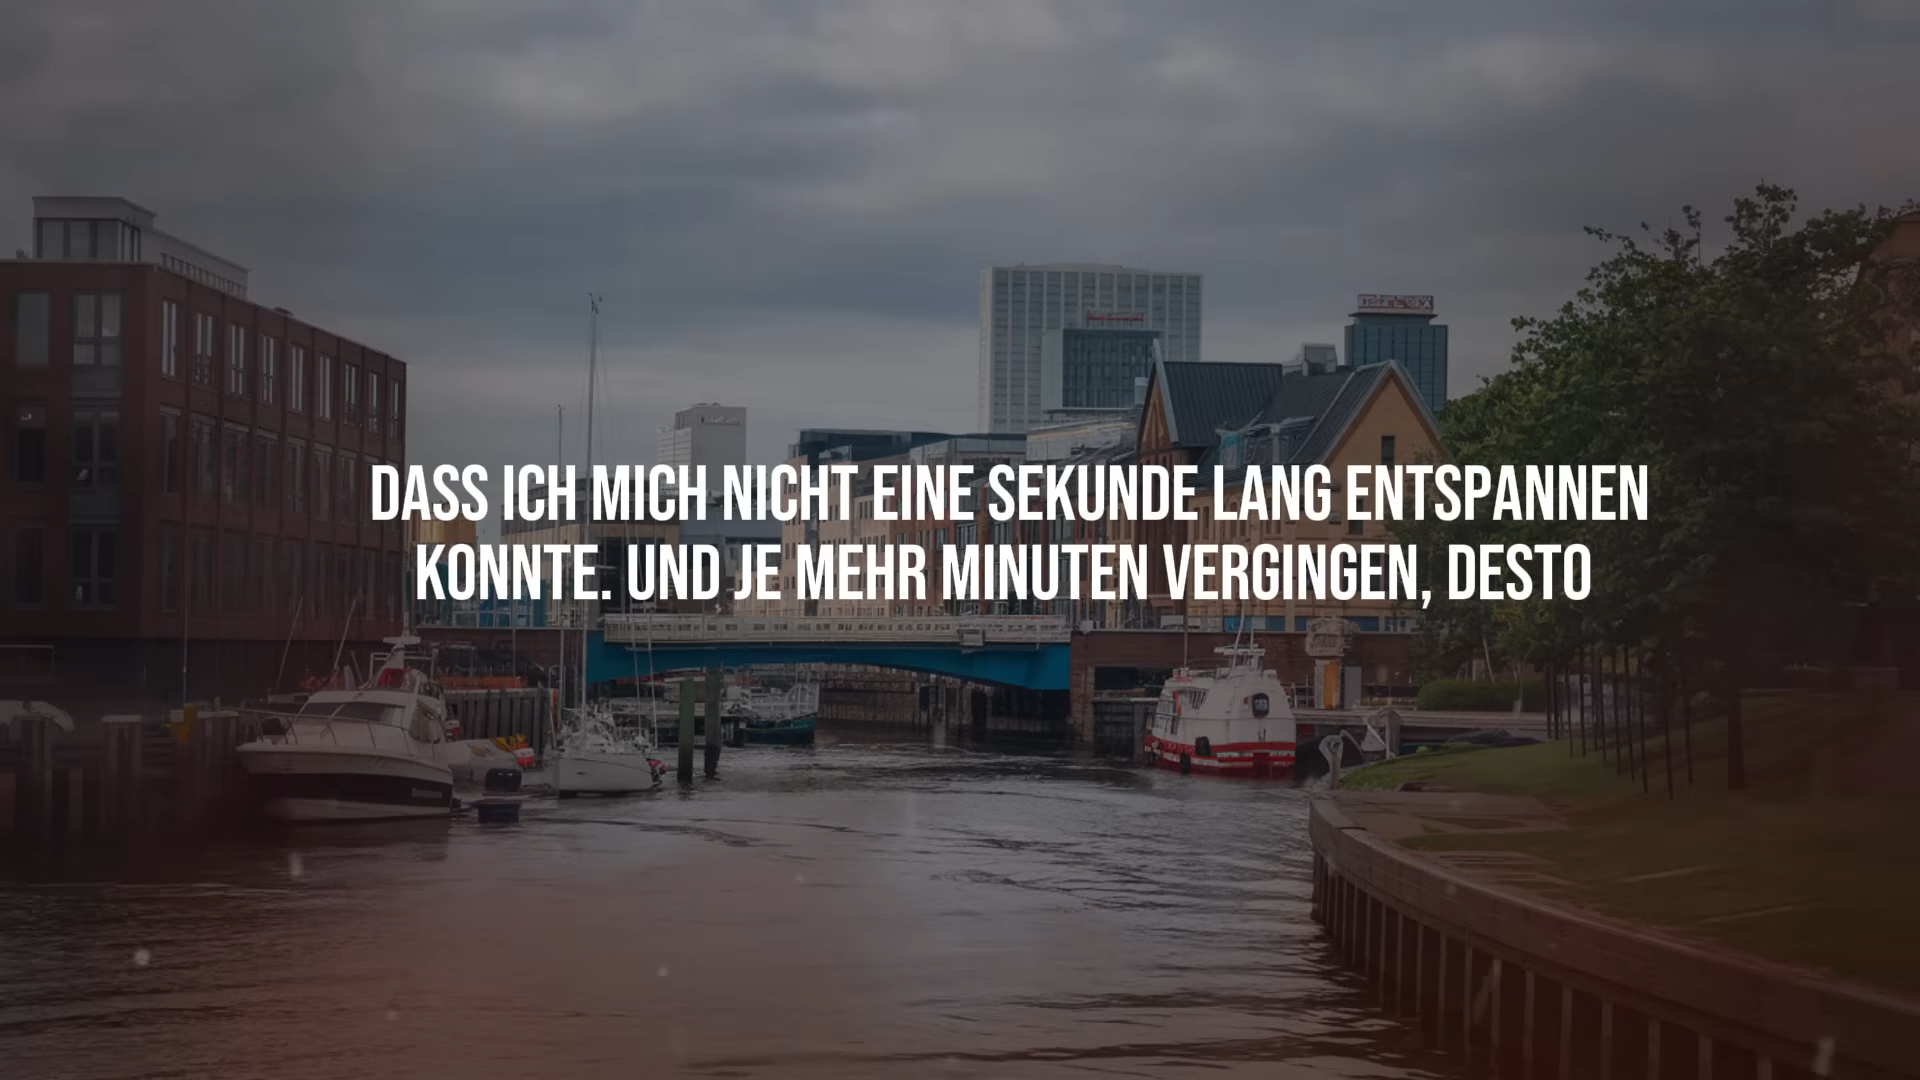 DASS ICH MICH NICHT EINE SEKUNDE LANG ENTSPANNEN
KONNTE. UND JE MEHR MINUTEN VERGINGEN, DESTO